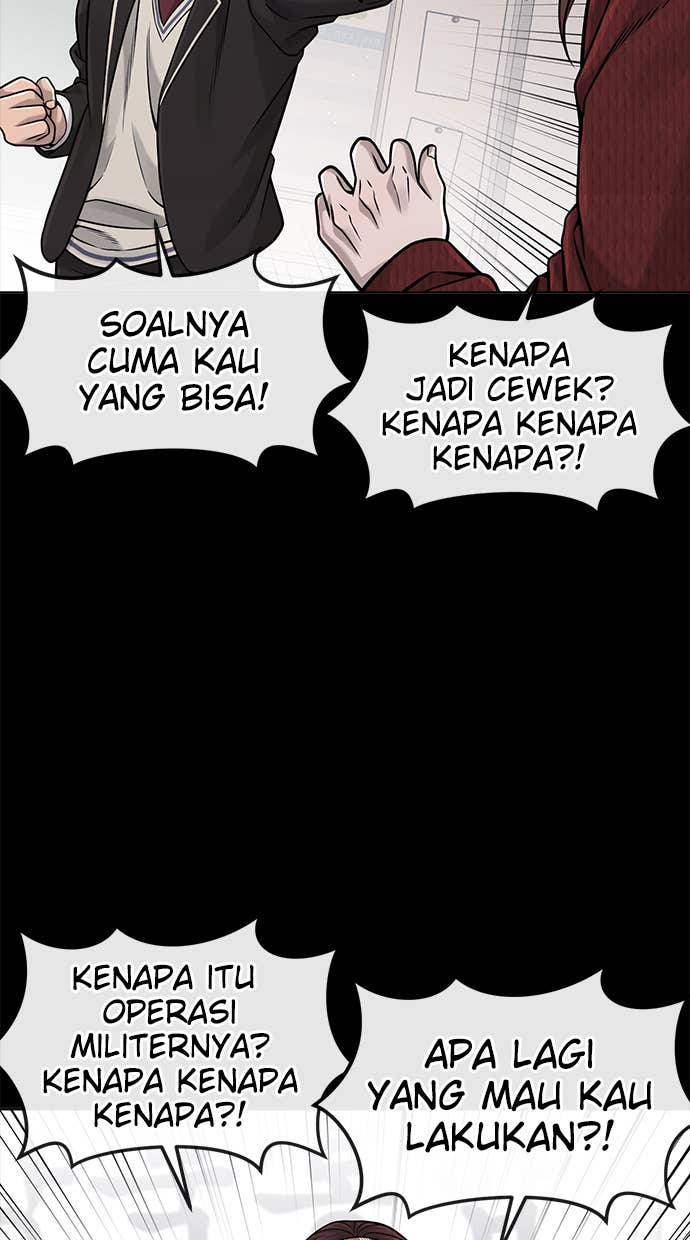 SOALNYA
CUMA KAU
YANG BISA!
KENAPA
JADI CEWEK?
KENAPA KENAPA
KENAPA?!
KENAPA ITU
OPERASI
MILITERNYA?
KENAPA KENAPA
KENAPA?!
APA LAGI
YANG MAU KAU
LAKUKAN?!